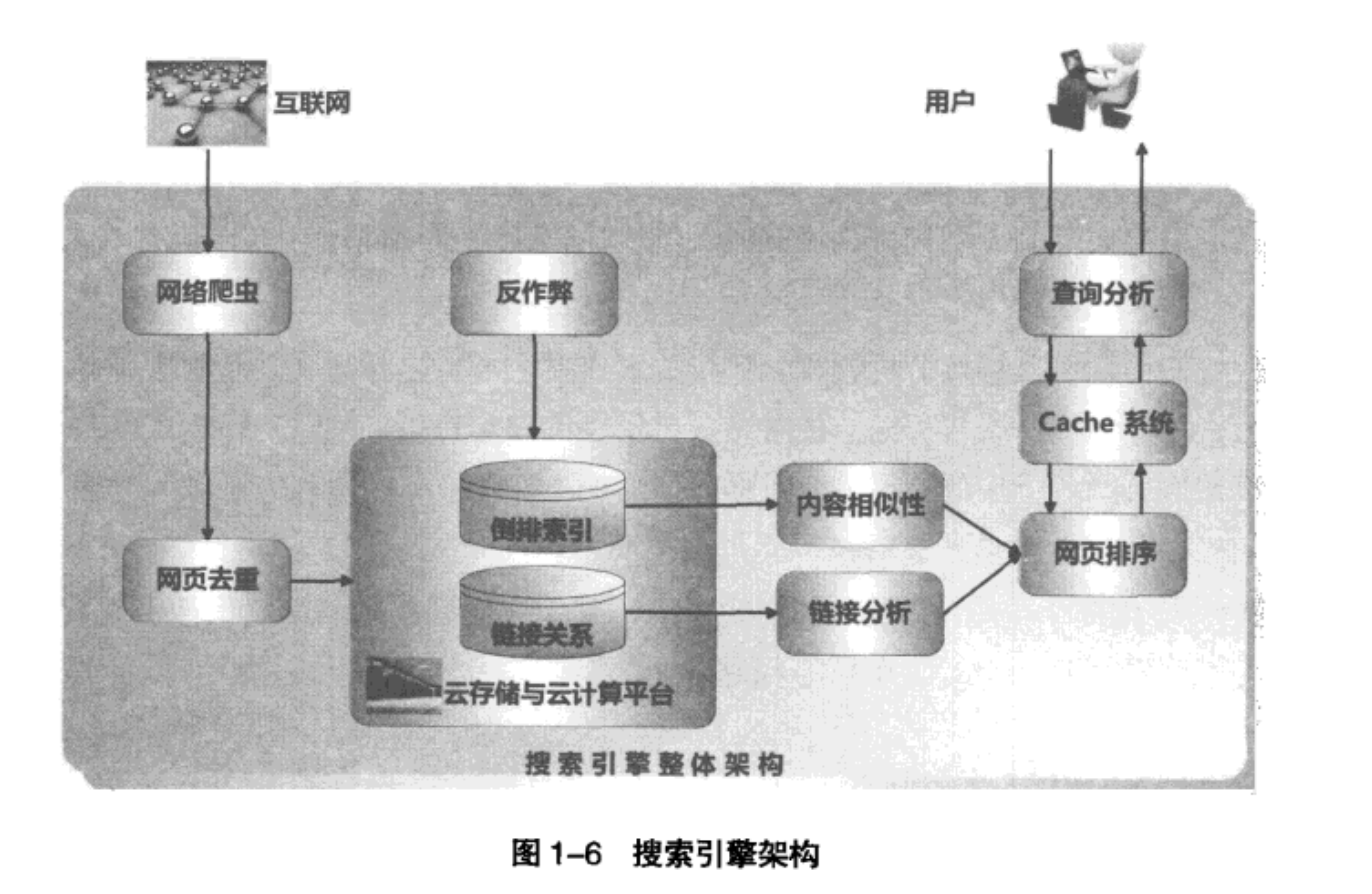 互联网
用户
网络爬虫
反作弊
查询分析
Cache 系统
倒排索引
内容相似性
网页排序
网页去重
链接关系
链接分析
云存储与云计算平台
搜索引擎整体架构
图 1-6 搜索引擎架构